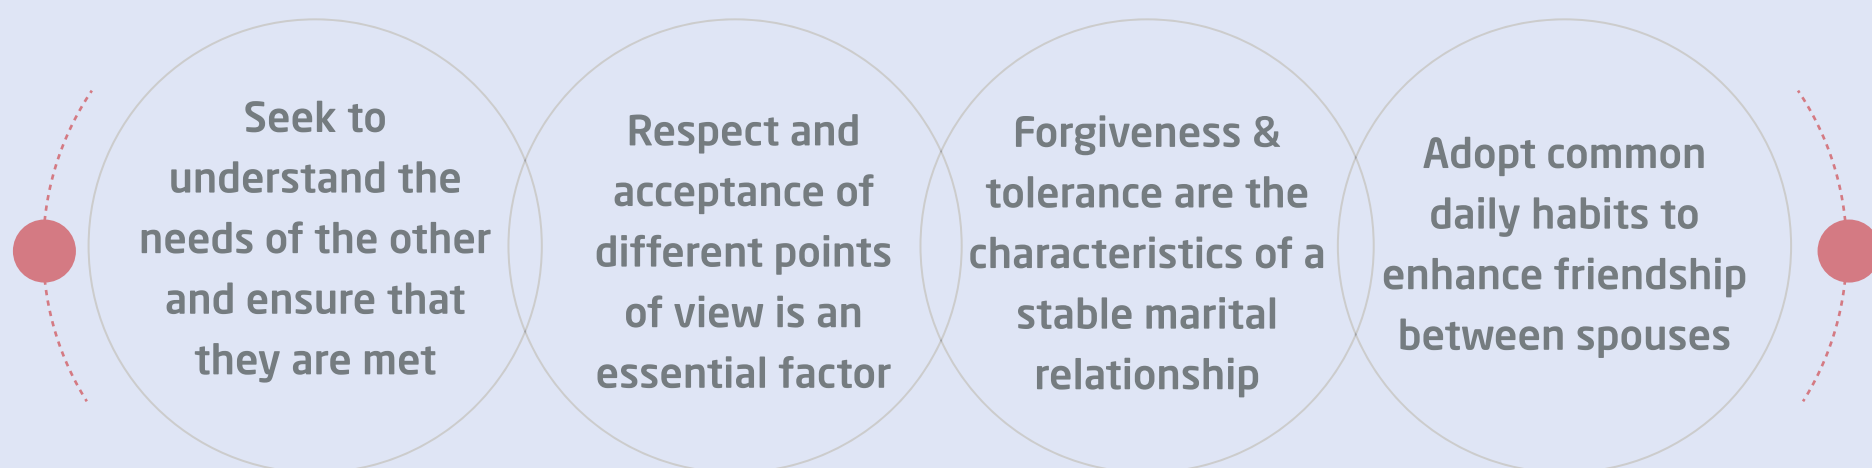 Seek to
understand the
needs of the other
and ensure that
they are met
Respect and
acceptance of
different points
of view is an
essential factor
Forgiveness &
tolerance are the
characteristics of a
stable marital
relationship
Adopt common
daily habits to
enhance friendship
between spouses